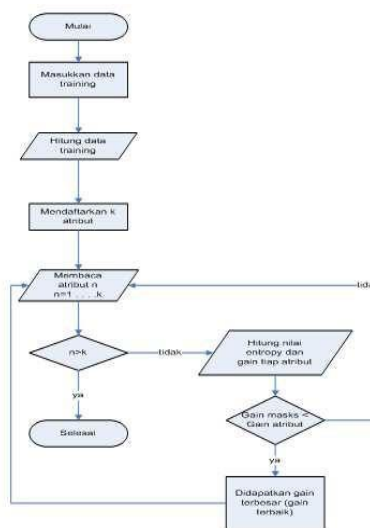 Mulai
Masukkan data
training
Hitung data
training
Mendaftarkan k
atribut
Membaca
atribut n
n=1 . . . .k
n>k
tidak
Hitung nilai
entropy dan
gain tiap atribut
ya
Selesai
Gain masks <
Gain atribut
tida
ya
Didapatkan gain
terbesar (gain
terbaik)